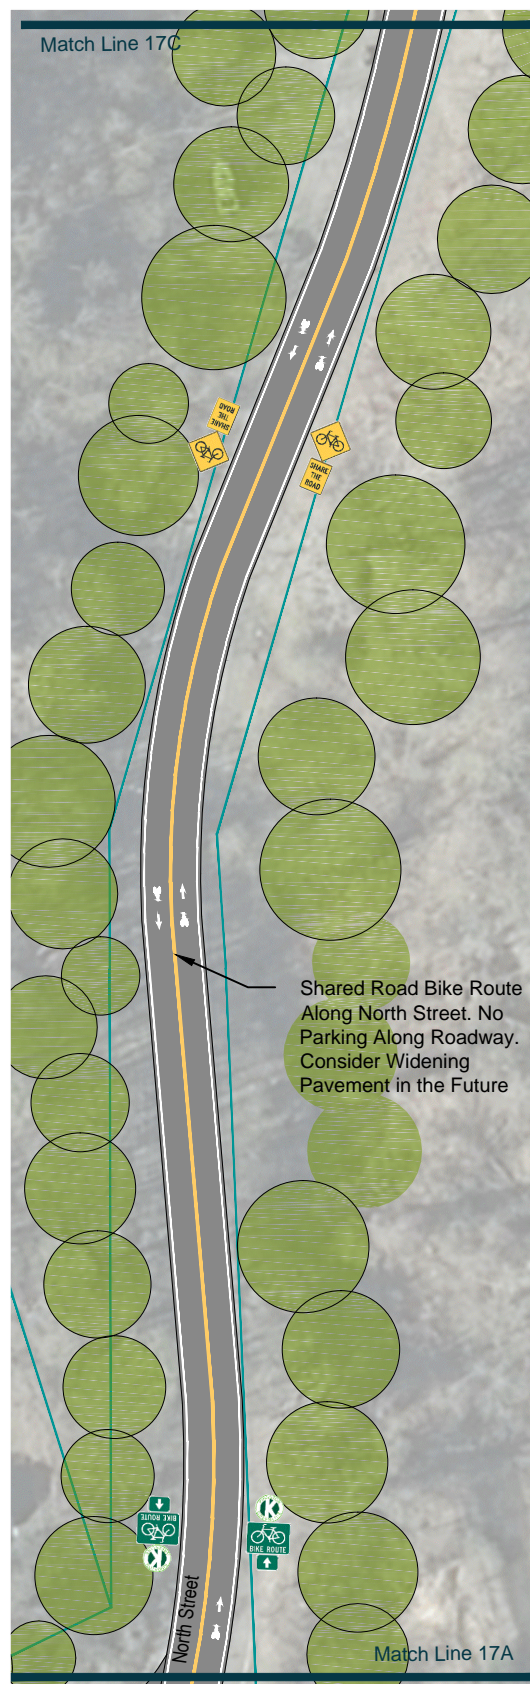 Match Line 17C
SHARE
THE
ROAD
SHARE
THE
ROAD
Shared Road Bike Route
Along North Street. No
Parking Along Roadway.
Consider Widening
Pavement in the Future
BIKE ROUTE
K
K
BIKE ROUTE
North Street
Match Line 17A